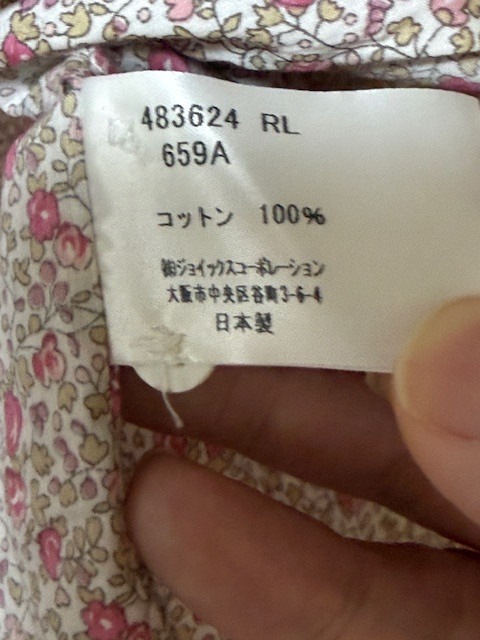 483624 RL
659A
コットン 100%
㈱ジョイックスコーポレーション
大阪市中央区谷町3-6-4
日本製